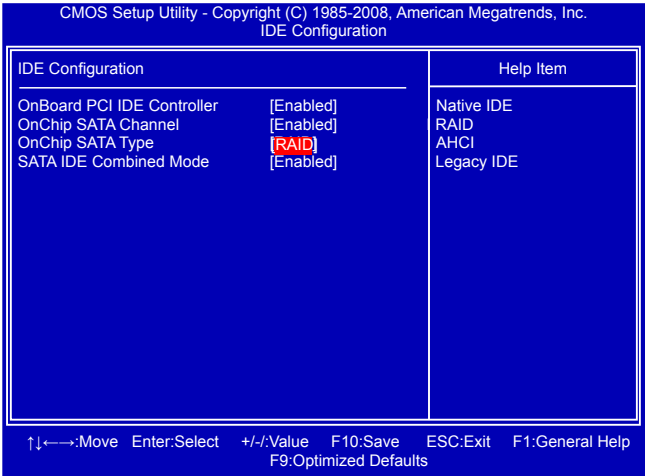 CMOS Setup Utility - Copyright (C) 1985-2008, American Megatrends, Inc.
IDE Configuration
IDE Configuration
Help Item
OnBoard PCI IDE Controller [Enabled]
OnChip SATA Channel [Enabled]
OnChip SATA Type [RAID]
SATA IDE Combined Mode [Enabled]
Native IDE
RAID
AHCI
Legacy IDE
↑↓←→:Move Enter:Select +/-/:Value F10:Save ESC:Exit F1:General Help
F9:Optimized Defaults